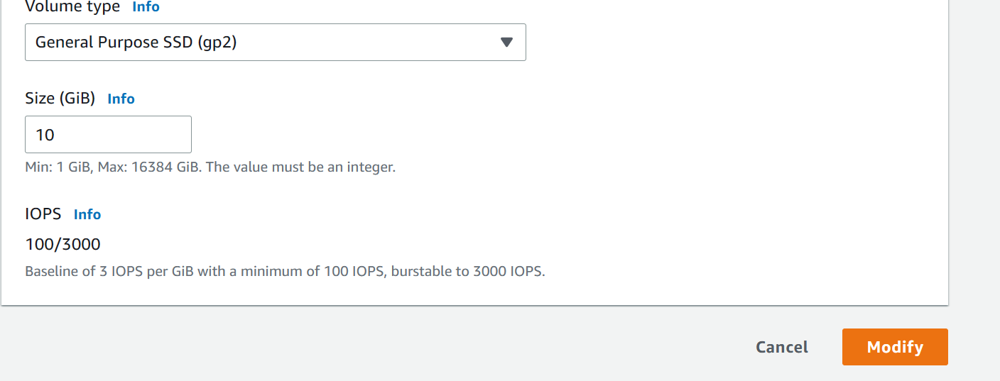 Volume type Info
General Purpose SSD (gp2)
Size (GiB) Info
10
Min: 1 GiB, Max: 16384 GiB. The value must be an integer.
IOPS Info
100/3000
Baseline of 3 IOPS per GiB with a minimum of 100 IOPS, burstable to 3000 IOPS.
Cancel Modify